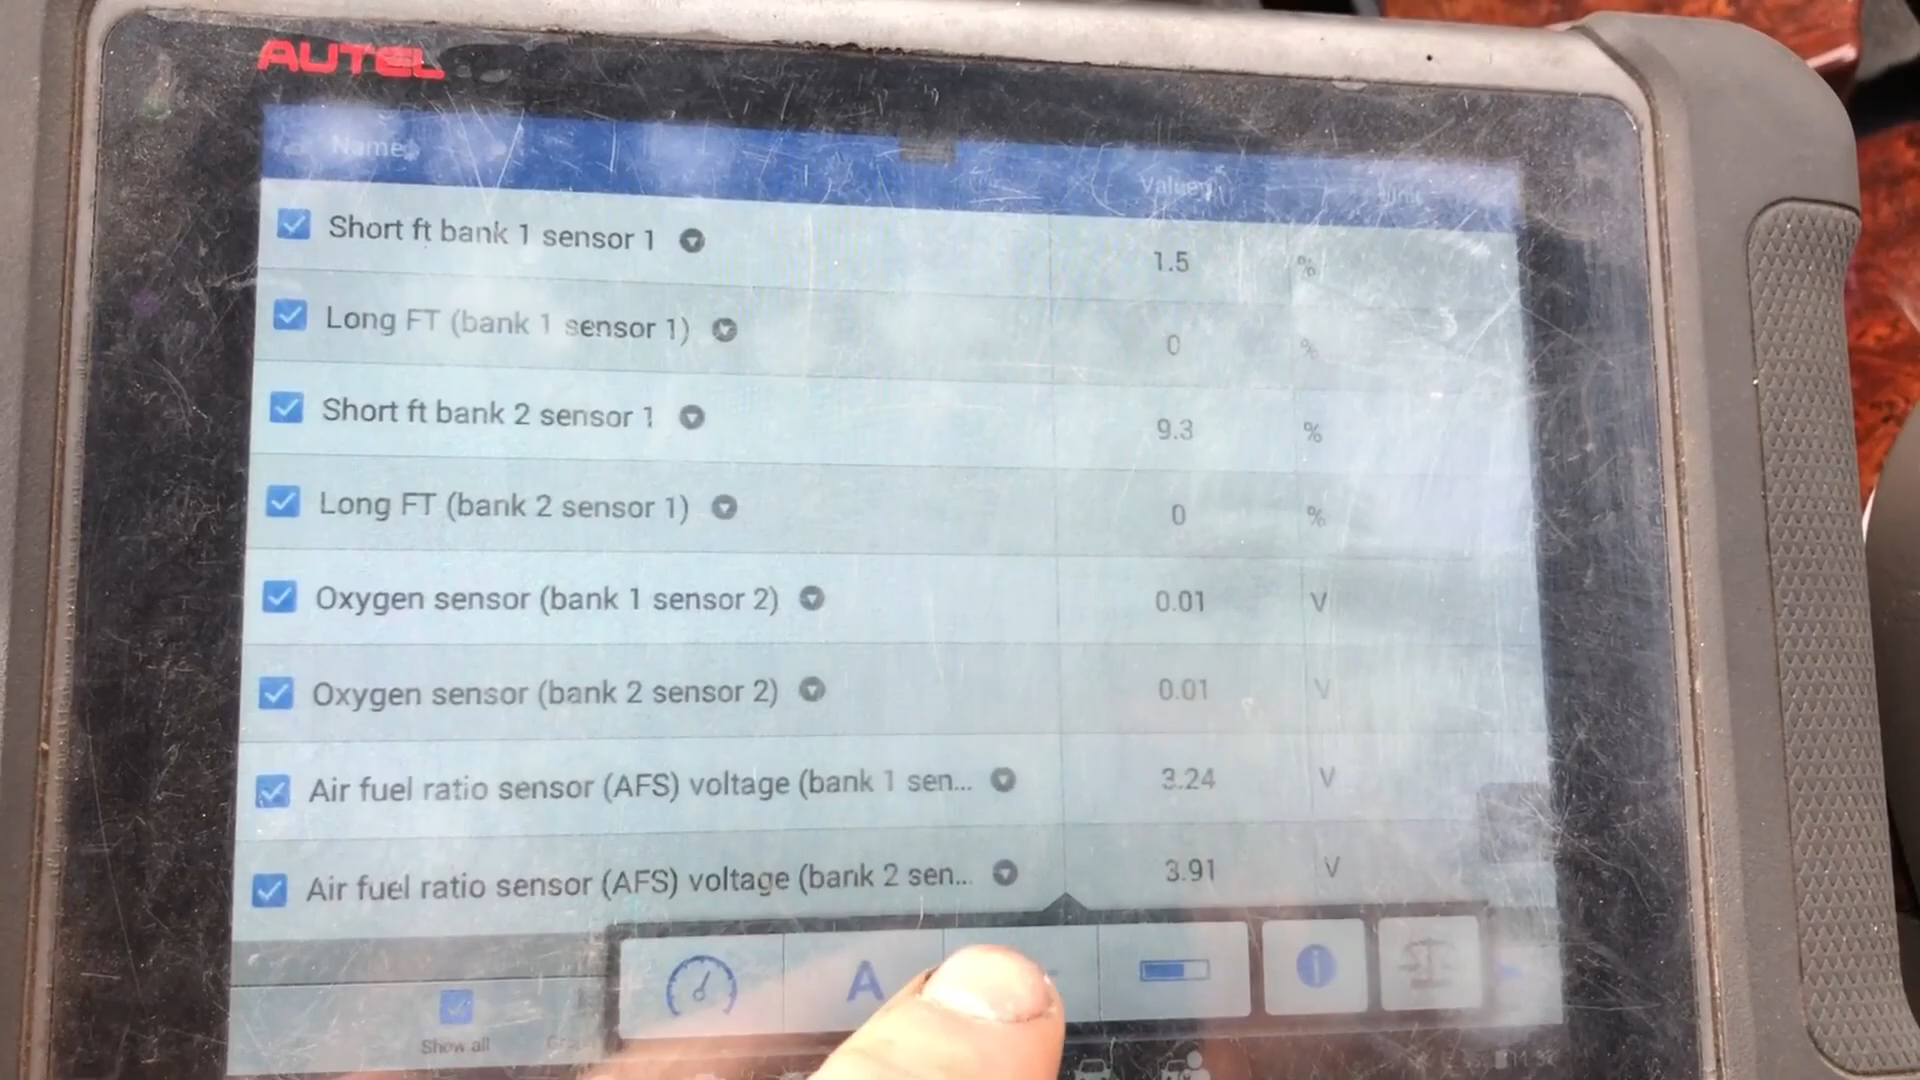 AUTEL
Name
Value
Short ft bank 1 sensor 1 1.5 %
Long FT (bank 1 sensor 1) 0 %
Short ft bank 2 sensor 1 9.3 %
Long FT (bank 2 sensor 1) 0 %
Oxygen sensor (bank 1 sensor 2) 0.01 V
Oxygen sensor (bank 2 sensor 2) 0.01 V
Air fuel ratio sensor (AFS) voltage (bank 1 sen... 3.24 V
Air fuel ratio sensor (AFS) voltage (bank 2 sen... 3.91 V
A
Show all